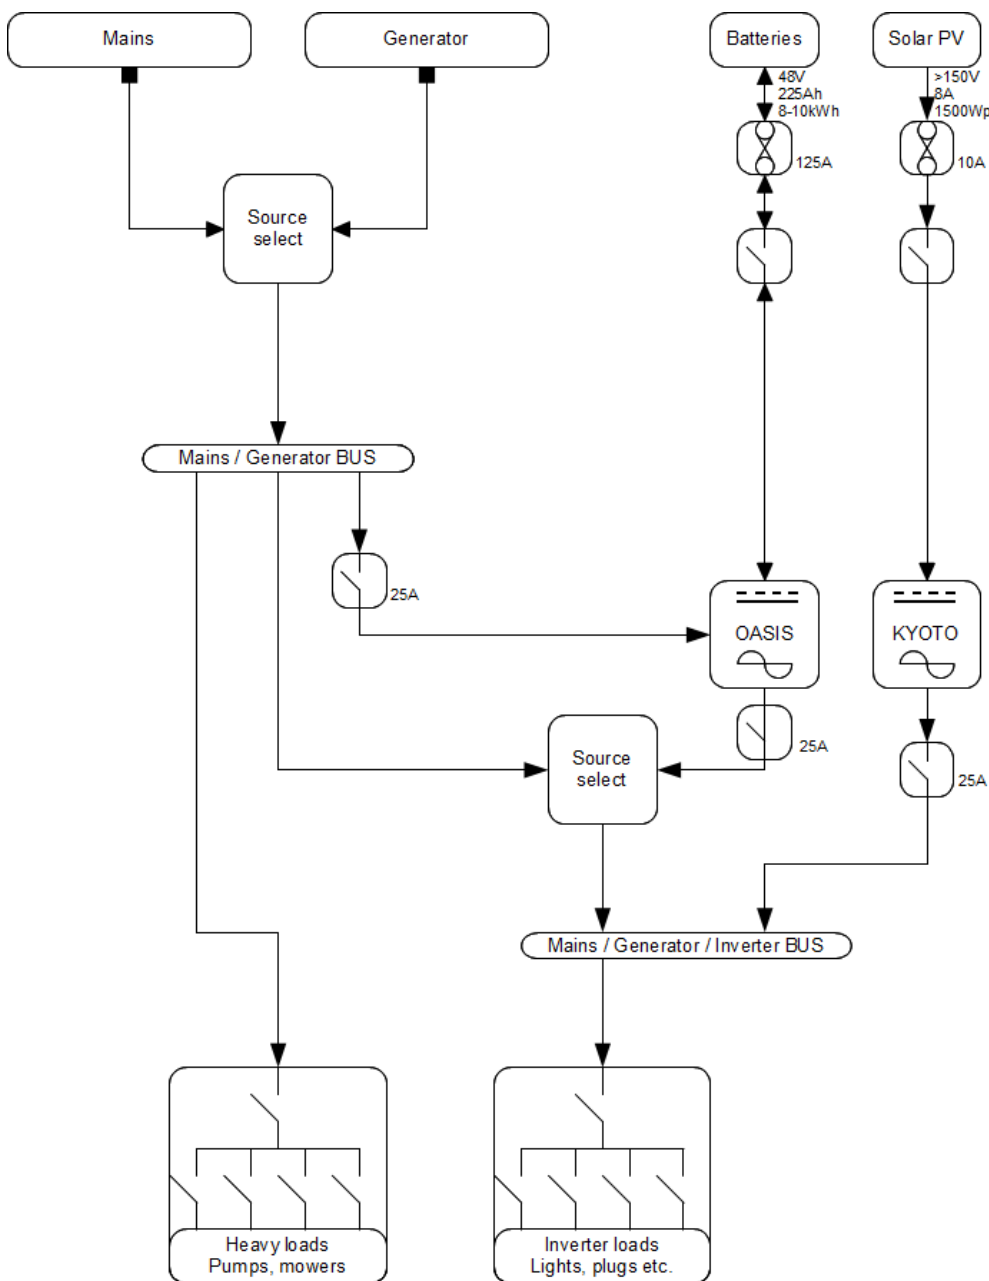 Mains
Generator
Batteries
Solar PV
48V
225Ah
8-10kWh
>150V
8A
1500Wp
125A
10A
Source
select
Mains / Generator BUS
25A
OASIS
KYOTO
25A
Source
select
25A
Mains / Generator / Inverter BUS
Heavy loads
Pumps, mowers
Inverter loads
Lights, plugs etc.